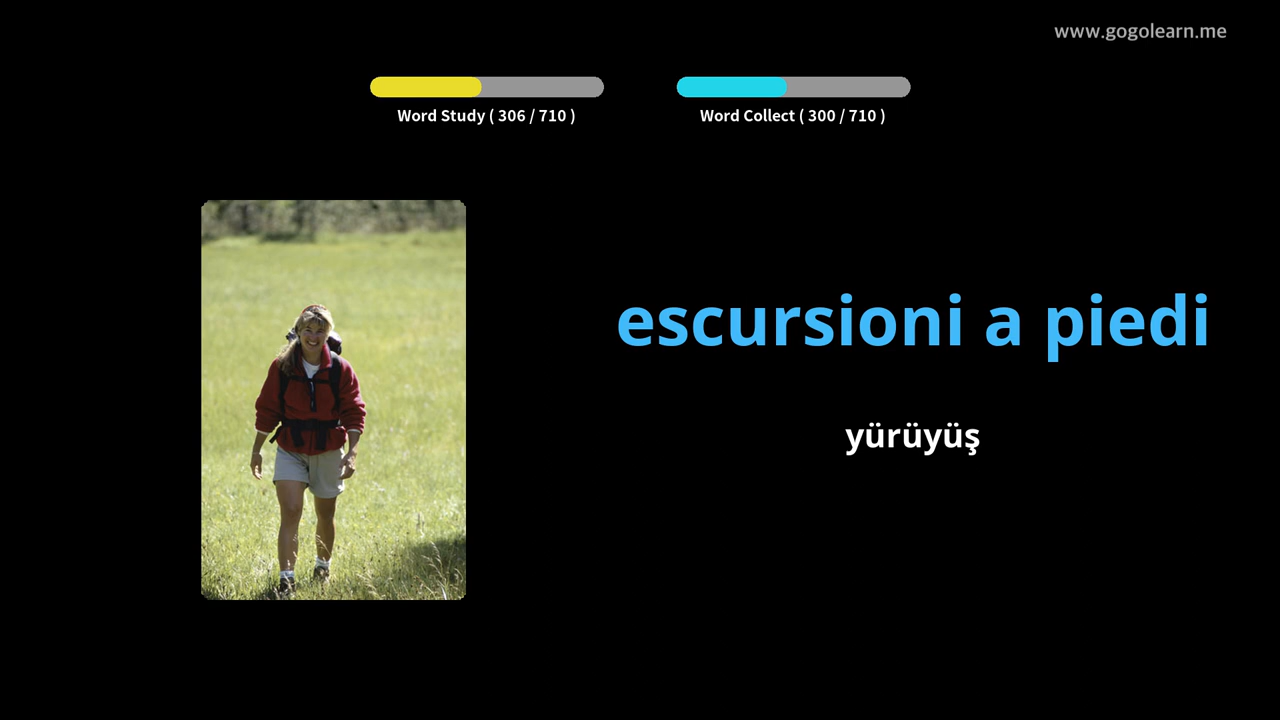 www.gogolearn.me
Word Study ( 306 / 710 )
Word Collect ( 300 / 710 )
escursioni a piedi
yürüyüş